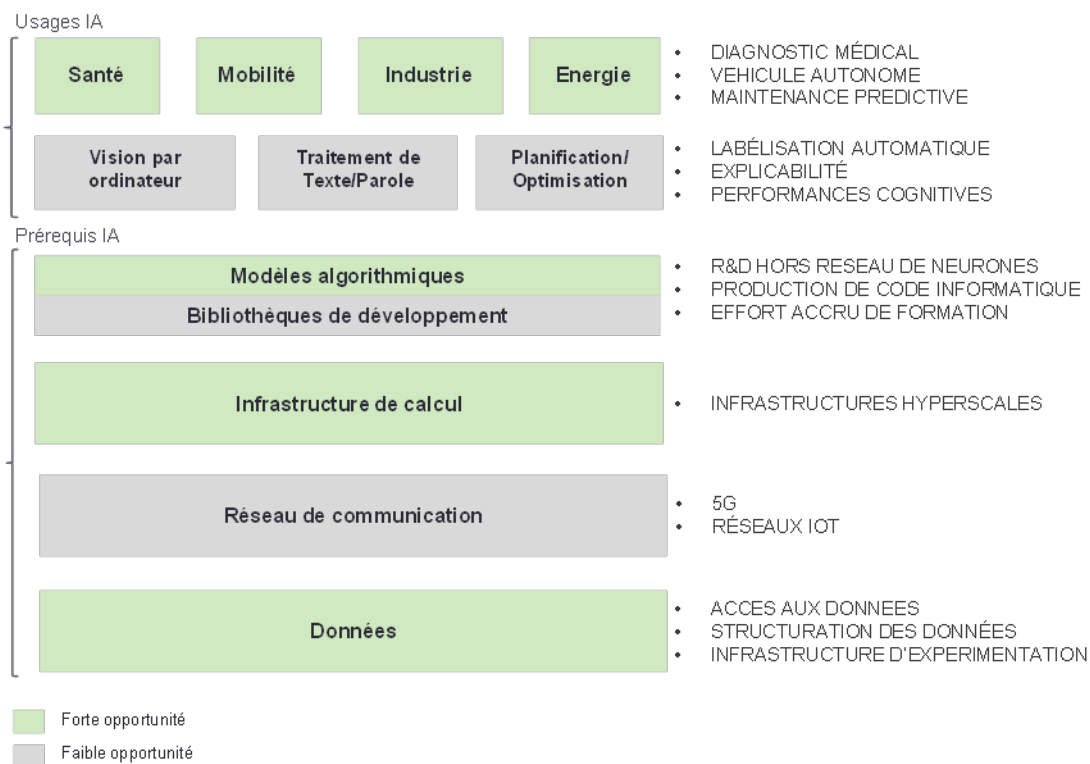 Usages IA
Santé
Mobilité
Industrie
Energie
• DIAGNOSTIC MÉDICAL
• VEHICULE AUTONOME
• MAINTENANCE PREDICTIVE
Vision par
ordinateur
Traitement de
Texte/Parole
Planification/
Optimisation
• LABÉLISATION AUTOMATIQUE
• EXPLICABILITÉ
• PERFORMANCES COGNITIVES
Prérequis IA
Modèles algorithmiques
Bibliothèques de développement
• R&D HORS RESEAU DE NEURONES
• PRODUCTION DE CODE INFORMATIQUE
• EFFORT ACCRU DE FORMATION
Infrastructure de calcul
• INFRASTRUCTURES HYPERSCALES
Réseau de communication
• 5G
• RÉSEAUX IOT
Données
• ACCES AUX DONNEES
• STRUCTURATION DES DONNÉES
• INFRASTRUCTURE D'EXPERIMENTATION
Forte opportunité
Faible opportunité